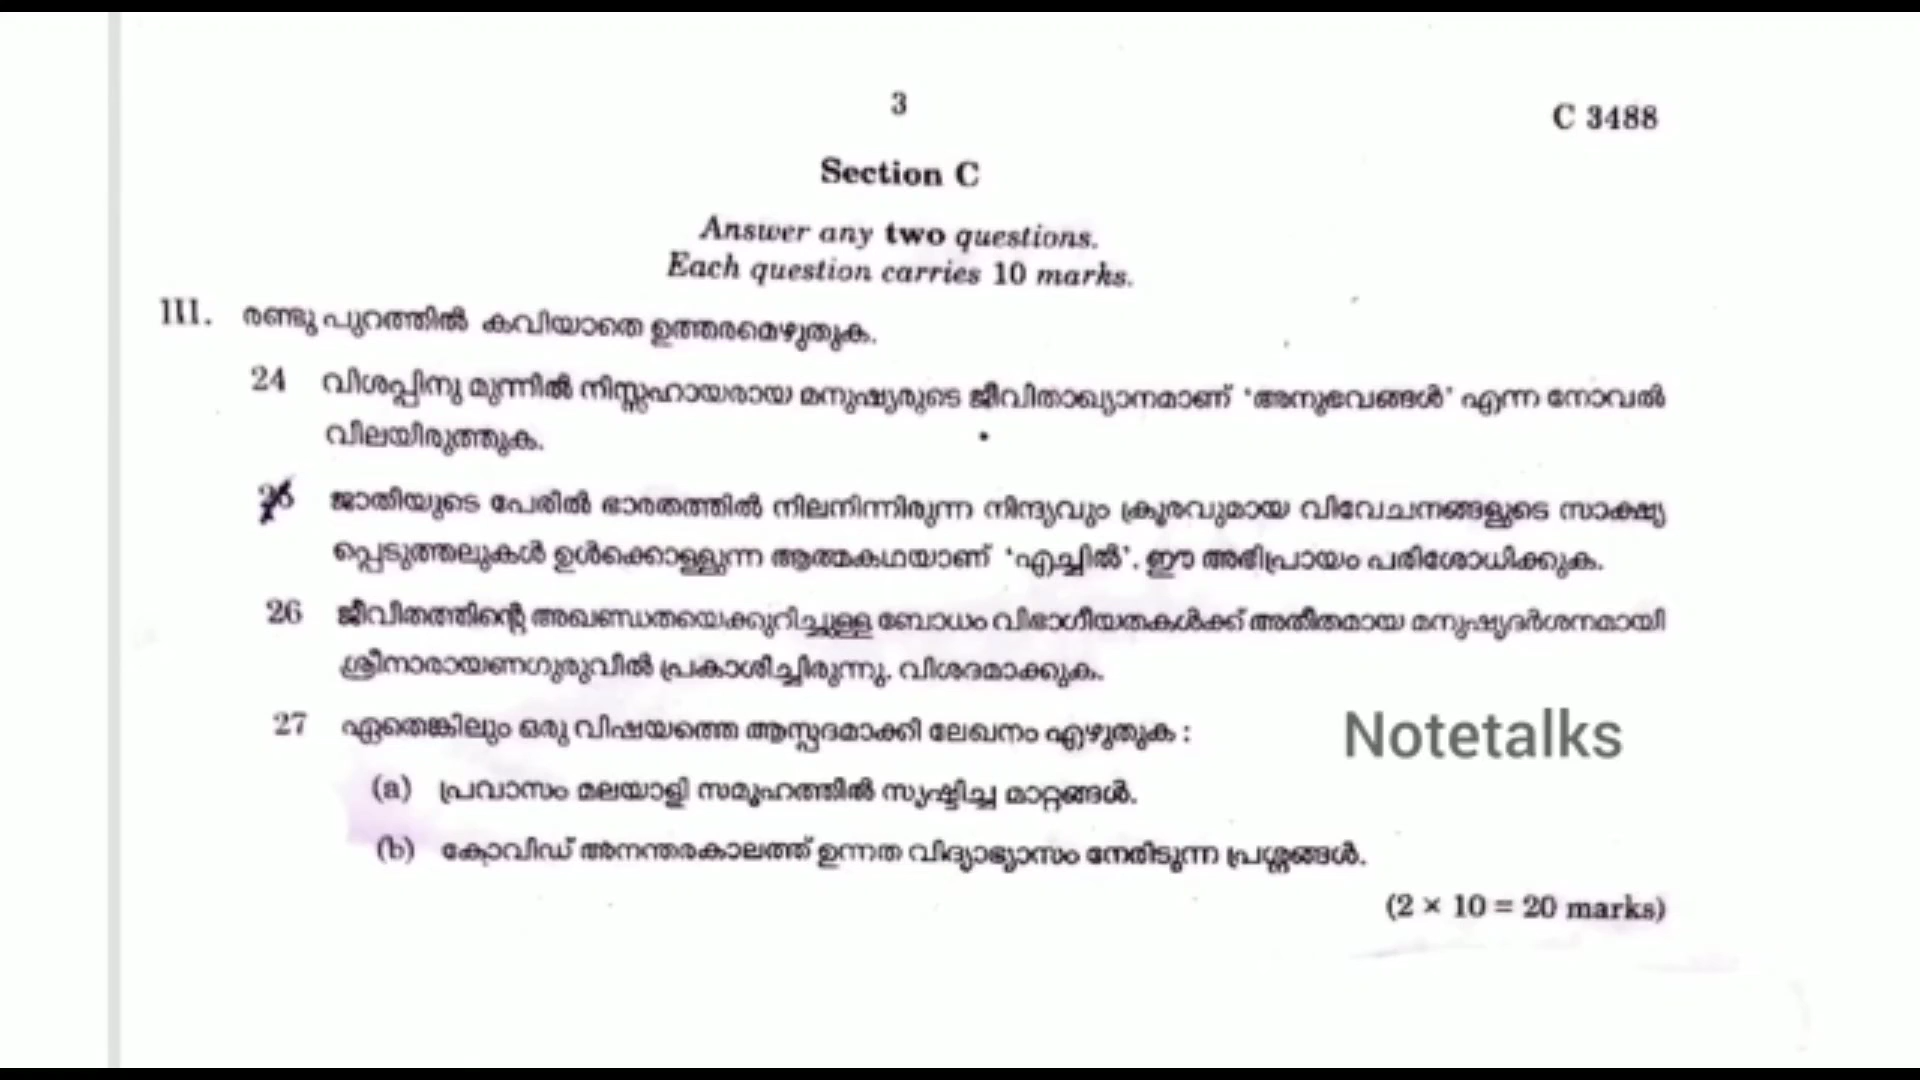 3
C 3488
Section C
Answer any two questions.
Each question carries 10 marks.
III. രണ്ടു പുറത്തിൽ കവിയാതെ ഉത്തരമെഴുതുക.
24 വിശപ്പിനു മുന്നിൽ നിസ്സഹായരായ മനുഷ്യരുടെ ജീവിതാഖ്യാനമാണ് ‘അനുഭവങ്ങൾ’ എന്ന നോവൽ
വിലയിരുത്തുക.
ജാതിയുടെ പേരിൽ ഭാരതത്തിൽ നിലനിന്നിരുന്ന നിന്ദ്യവും ക്രൂരവുമായ വിവേചനങ്ങളുടെ സാക്ഷ്യ
പ്പെടുത്തലുകൾ ഉൾക്കൊള്ളുന്ന ആത്മകഥയാണ് ‘എച്ചിൽ’. ഈ അഭിപ്രായം പരിശോധിക്കുക.
26 ജീവിതത്തിന്റെ അഖണ്ഡതയെക്കുറിച്ചുള്ള ബോധം വിഭാഗീയതകൾക്ക് അതീതമായ മനുഷ്യദർശനമായി
ശ്രീനാരായണഗുരുവിൽ പ്രകാശിച്ചിരുന്നു. വിശദമാക്കുക.
27 ഏതെങ്കിലും ഒരു വിഷയത്തെ ആസ്പദമാക്കി ലേഖനം എഴുതുക :
Notetalks
(a) പ്രവാസം മലയാളി സമൂഹത്തിൽ സൃഷ്ടിച്ച മാറ്റങ്ങൾ.
(b) കോവിഡ് അനന്തരകാലത്ത് ഉന്നത വിദ്യാഭ്യാസം നേരിടുന്ന പ്രശ്നങ്ങൾ.
(2 × 10 = 20 marks)